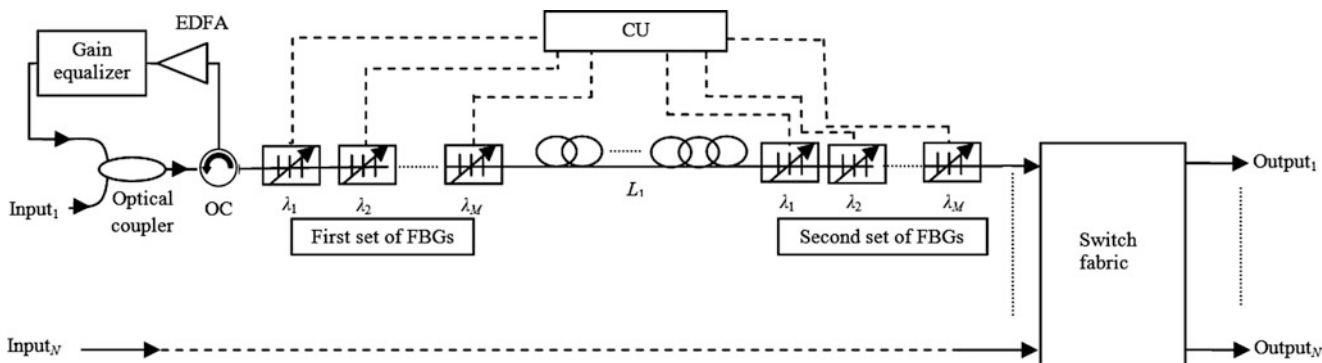 EDFA
CU
Gain
equalizer
Optical
coupler
OC
Input₁
λ₁
λ₂
λ_M
First set of FBGs
L₁
λ₁
λ₂
λ_M
Second set of FBGs
Switch
fabric
Output₁
Input_N
Output_N